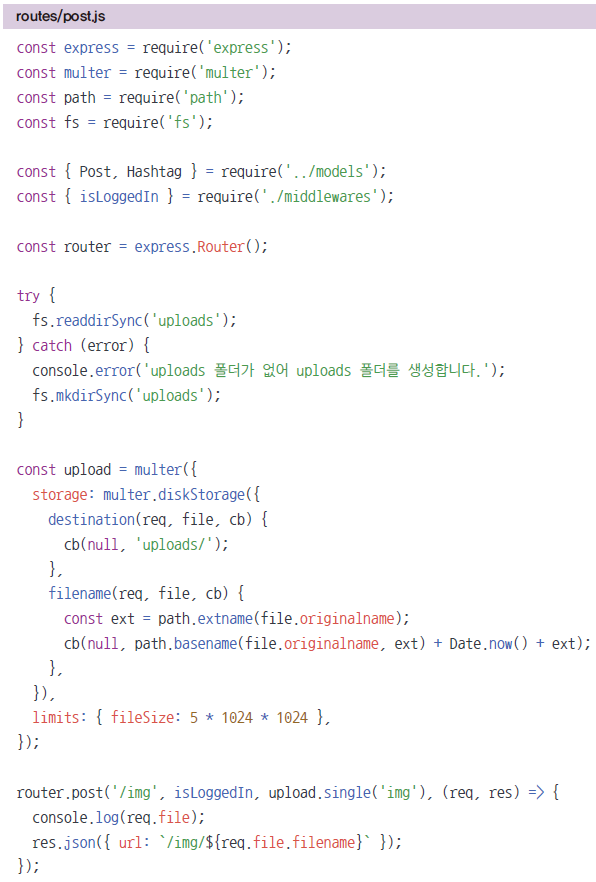 routes/post.js
const express = require('express');
const multer = require('multer');
const path = require('path');
const fs = require('fs');

const { Post, Hashtag } = require('../models');
const { isLoggedIn } = require('./middlewares');

const router = express.Router();

try {
  fs.readdirSync('uploads');
} catch (error) {
  console.error('uploads 폴더가 없어 uploads 폴더를 생성합니다.');
  fs.mkdirSync('uploads');
}

const upload = multer({
  storage: multer.diskStorage({
    destination(req, file, cb) {
      cb(null, 'uploads/');
    },
    filename(req, file, cb) {
      const ext = path.extname(file.originalname);
      cb(null, path.basename(file.originalname, ext) + Date.now() + ext);
    },
  }),
  limits: { fileSize: 5 * 1024 * 1024 },
});

router.post('/img', isLoggedIn, upload.single('img'), (req, res) => {
  console.log(req.file);
  res.json({ url: `/img/${req.file.filename}` });
});